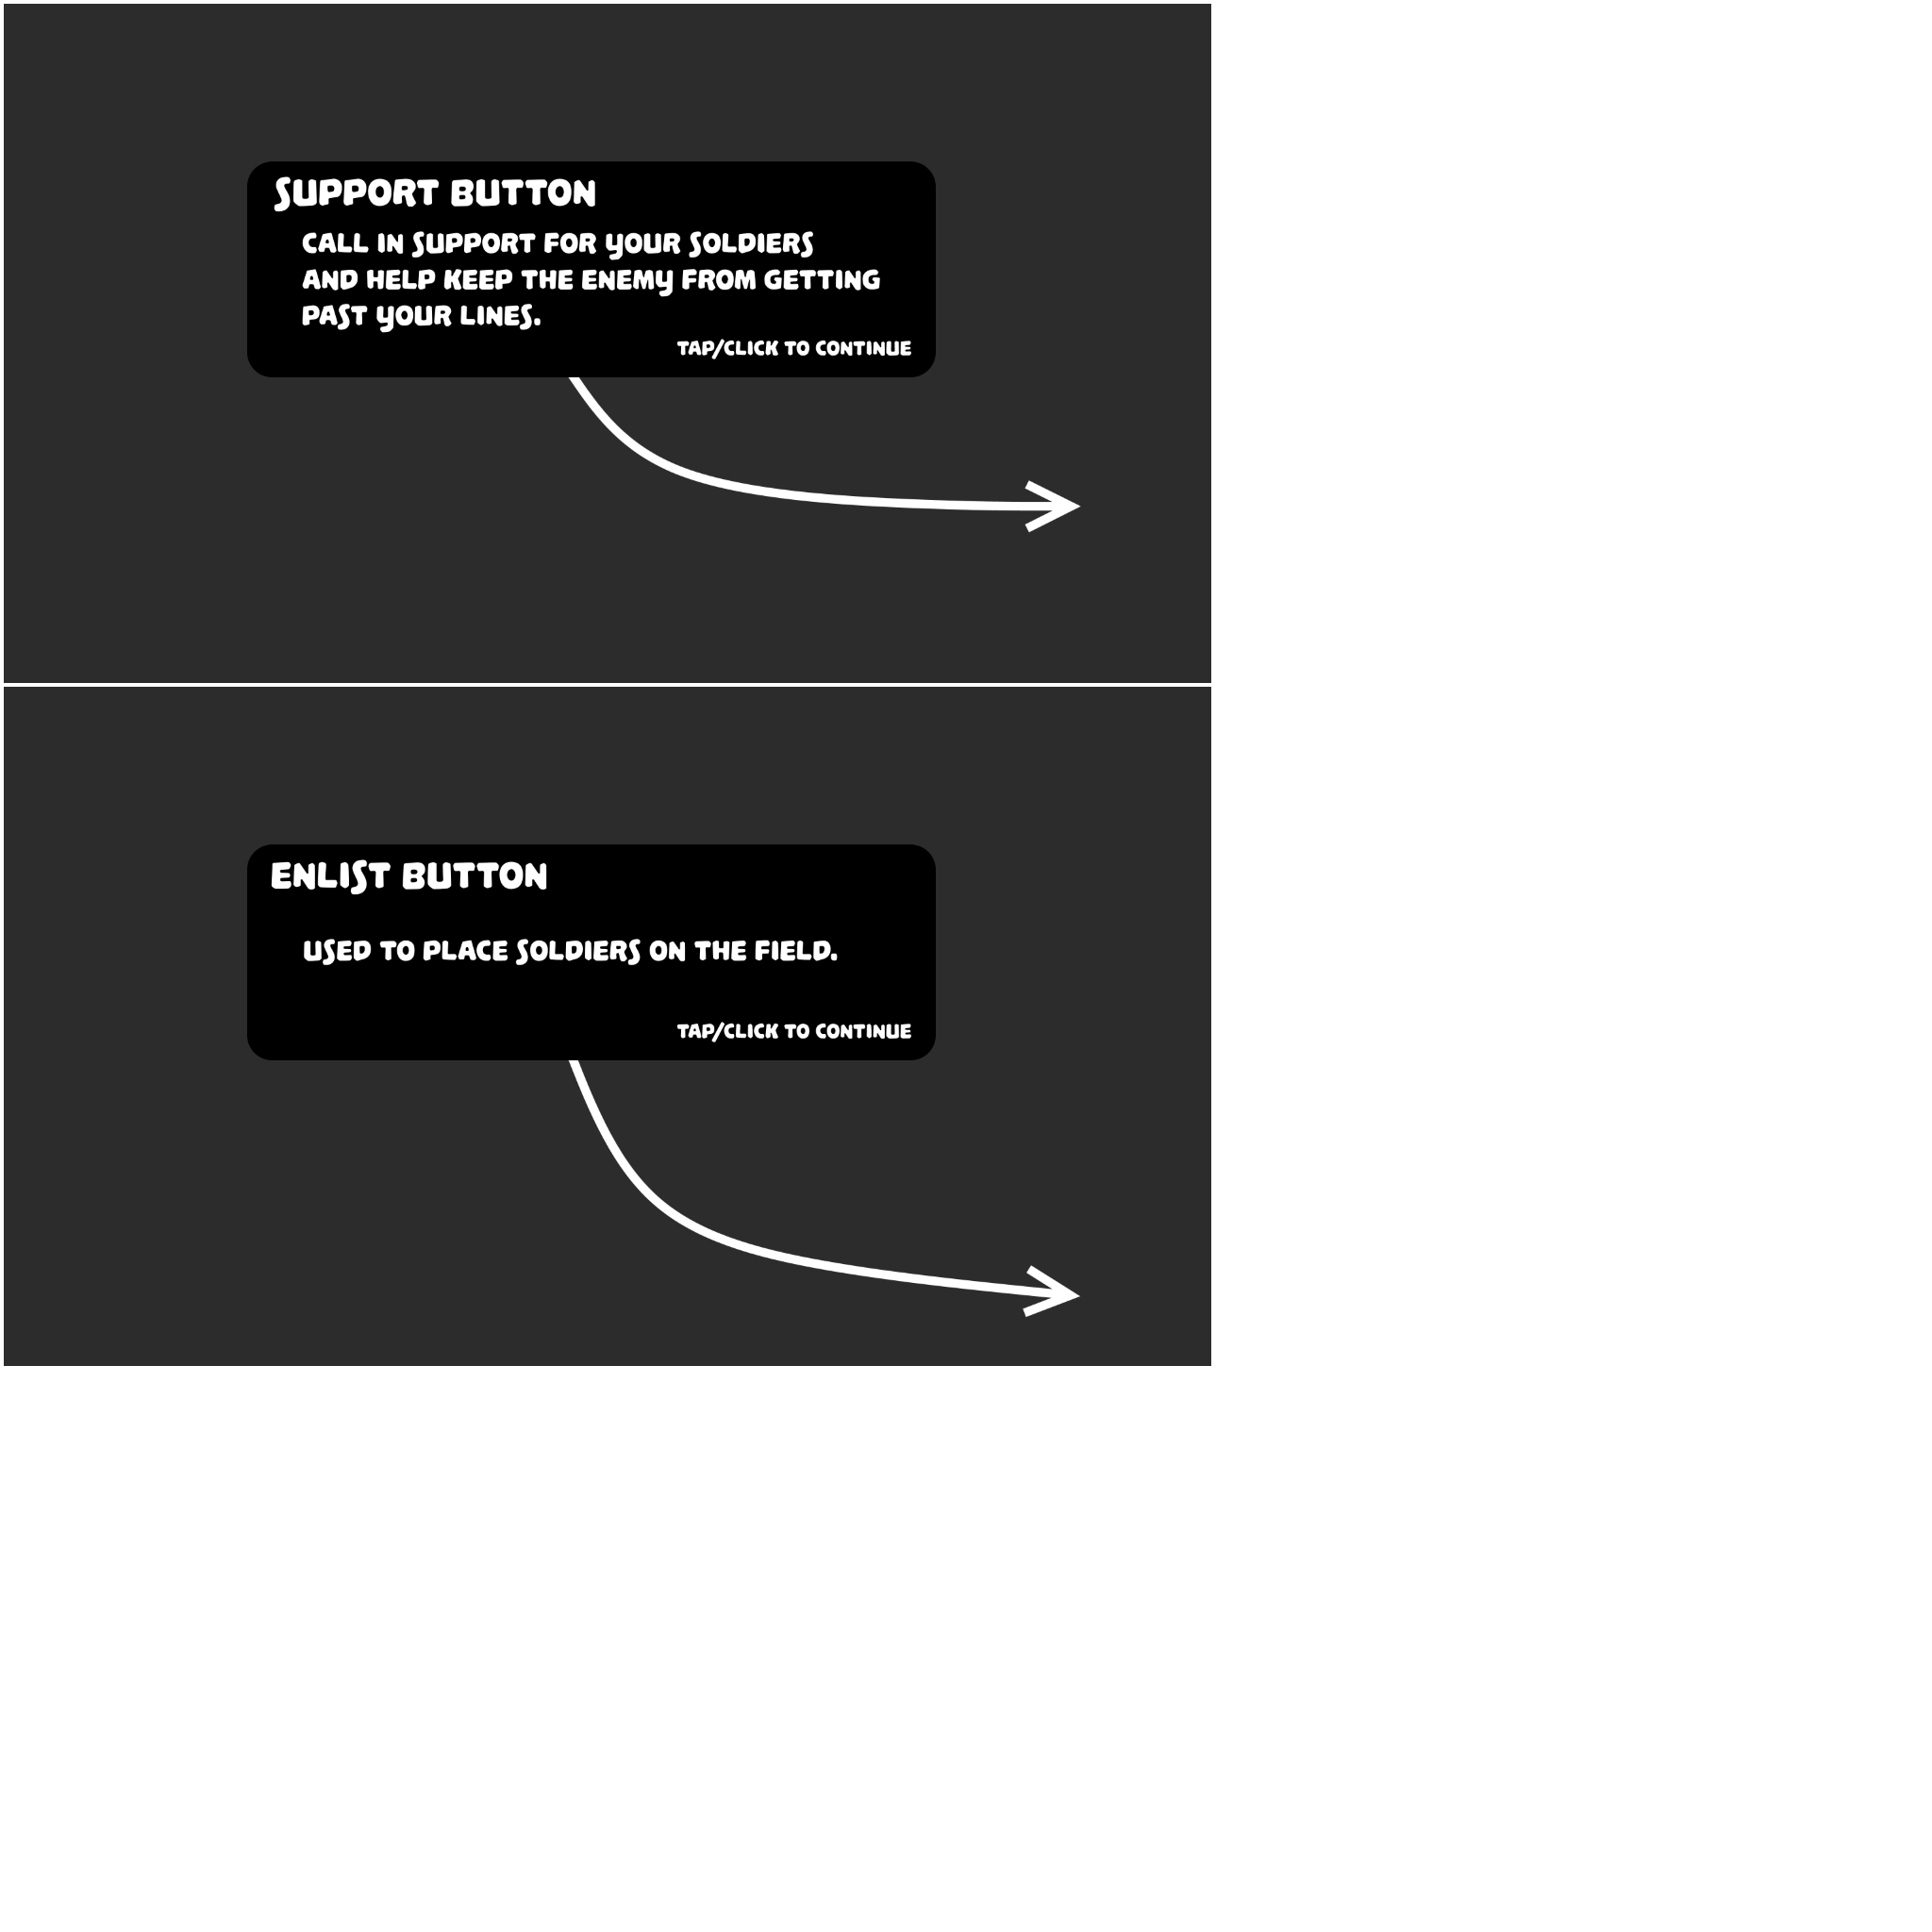 Support button
Call in support for your soldiers
and help keep the enemy from getting
past your lines.
Tap/Click to continue
Enlist button
Used to place soldiers on the field.
Tap/Click to continue